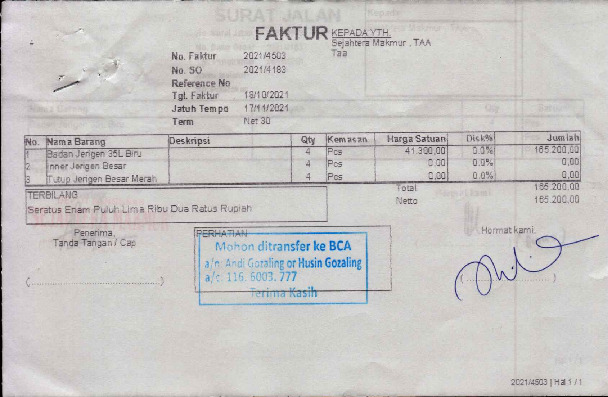 FAKTUR
KEPADA YTH.
Sejahtera Makmur , TAA
Taa
No. Faktur 2021/4503
No. SO 2021/4183
Reference No
Tgl. Faktur 18/10/2021
Jatuh Tempo 17/11/2021
Term Net 30
No. Nama Barang Deskripsi Qty Kemasan Harga Satuan Disk% Jumlah
1 Badan Jerigen 35L Biru 4 Pcs 41.300,00 0.0% 165.200,00
2 Inner Jerigen Besar 4 Pcs 0,00 0.0% 0,00
3 Tutup Jerigen Besar Merah 4 Pcs 0,00 0.0% 0,00
Total 165.200,00
Netto 165.200,00
TERBILANG
Seratus Enam Puluh Lima Ribu Dua Ratus Rupiah
Penerima,
Tanda Tangan / Cap
PERHATIAN
Mohon ditransfer ke BCA
a/n. Andi Gozaling or Husin Gozaling
a/c. 116. 6003. 777
Terima Kasih
Hormat kami,
2021/4503 | Hal 1 / 1